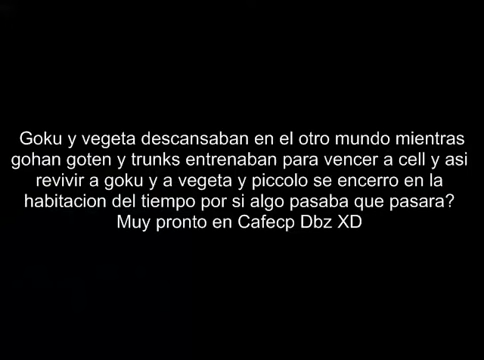 Goku y vegeta descansaban en el otro mundo mientras
gohan goten y trunks entrenaban para vencer a cell y asi
revivir a goku y a vegeta y piccolo se encerro en la
habitacion del tiempo por si algo pasaba que pasara?
Muy pronto en Cafecp Dbz XD